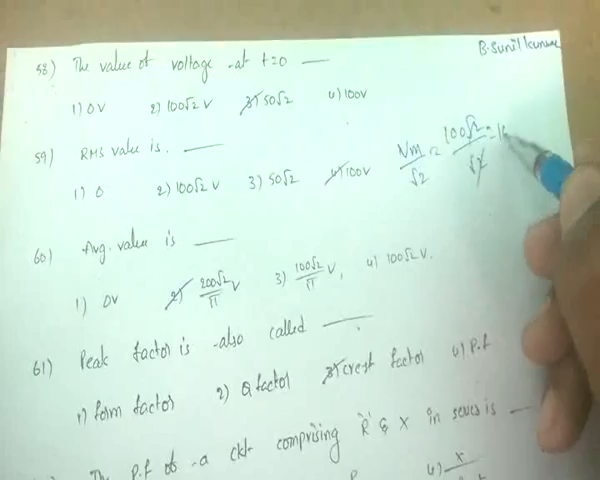 B. Sunil kumar
58) The value of voltage at t=0 —
1) 0V 2) 100√2 V 3) 50√2 4) 100V
59) RMS value is. —
1) 0 2) 100√2 V 3) 50√2 4) 100V
Vm/√2 = 100√2/√2 = 1
60) Avg. value is —
1) 0V 2) 200√2/π V 3) 100√2/π V, 4) 100√2 V.
61) Peak factor is also called —
1) form factor 2) Q factor 3) crest factor 4) P.f
The P.f of a ckt comprising 'R' & X in series is —
4) X